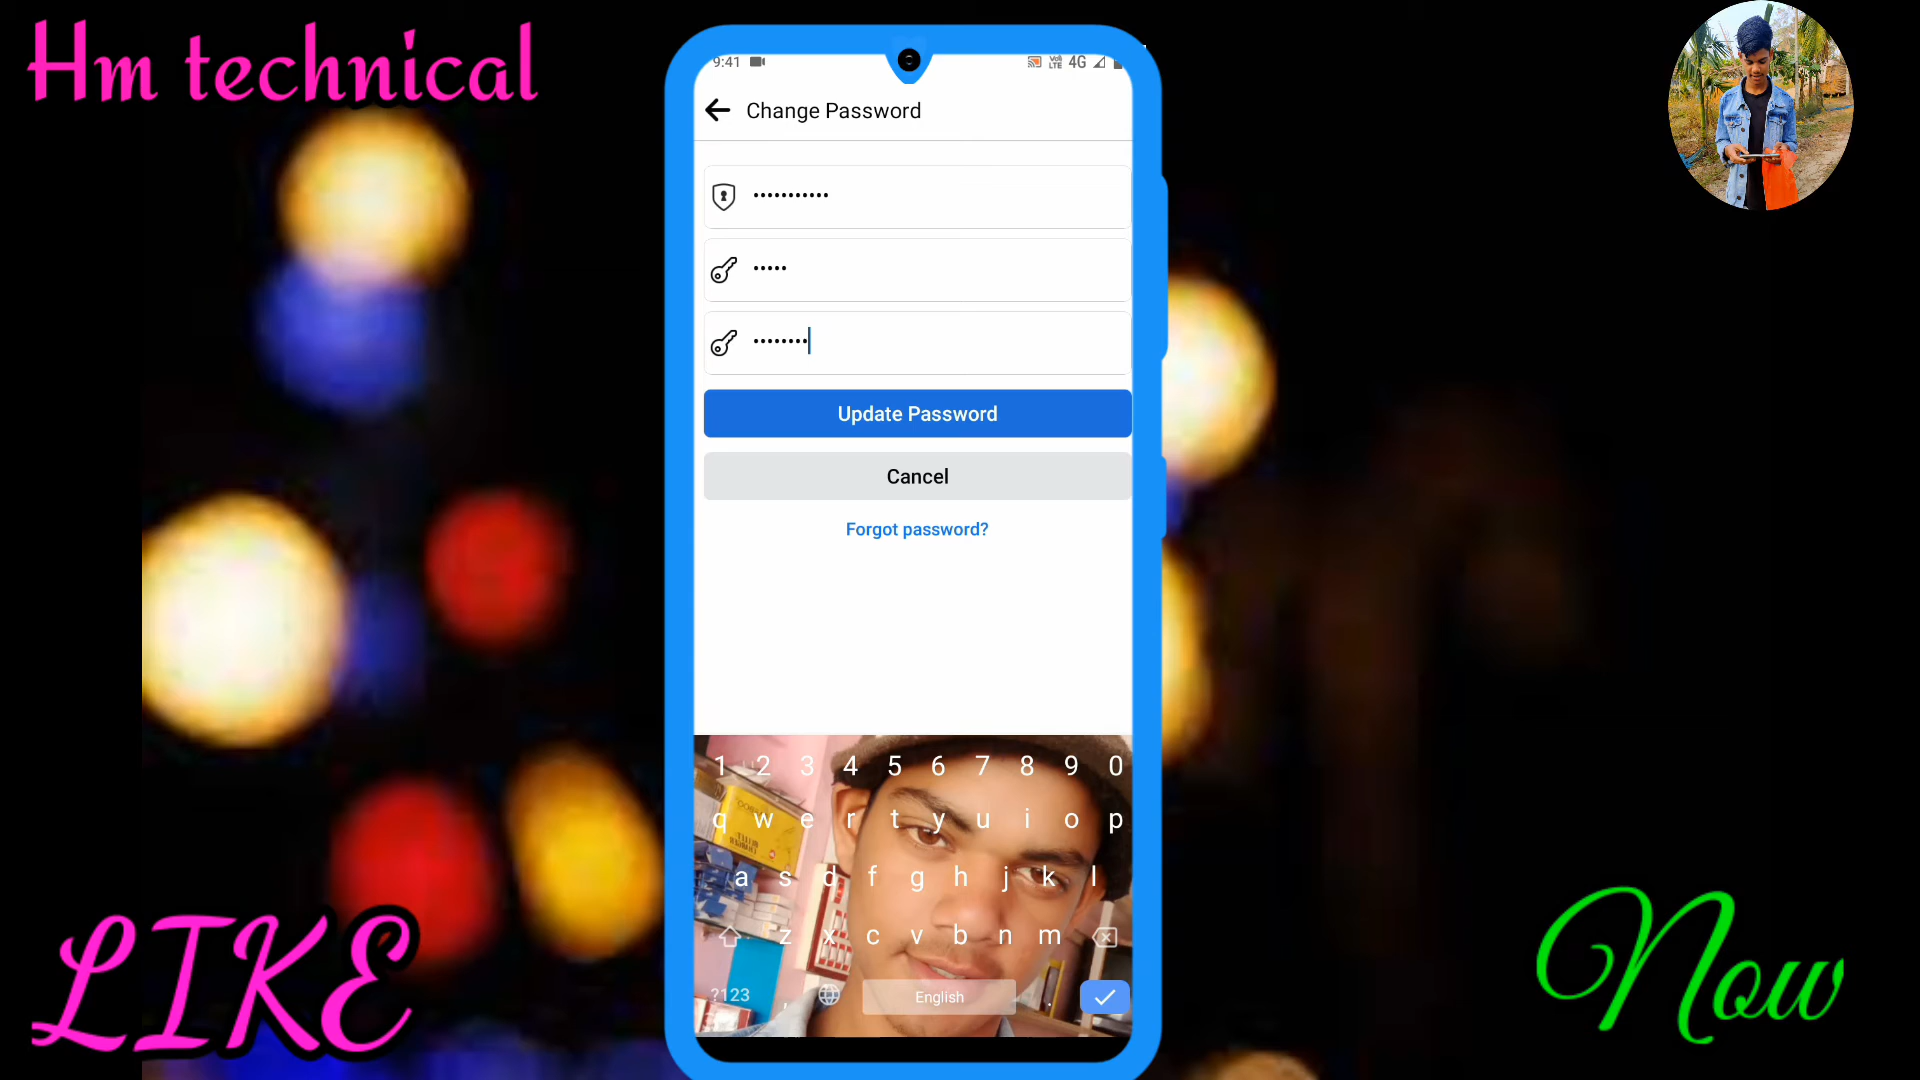 Hm technical
9:41 VoLTE 4G
Change Password
•••••••••••
•••••
••••••••
Update Password
Cancel
Forgot password?
1 2 3 4 5 6 7 8 9 0
q w e r t y u i o p
a s d f g h j k l
z x c v b n m
?123 , English .
LIKE
Now